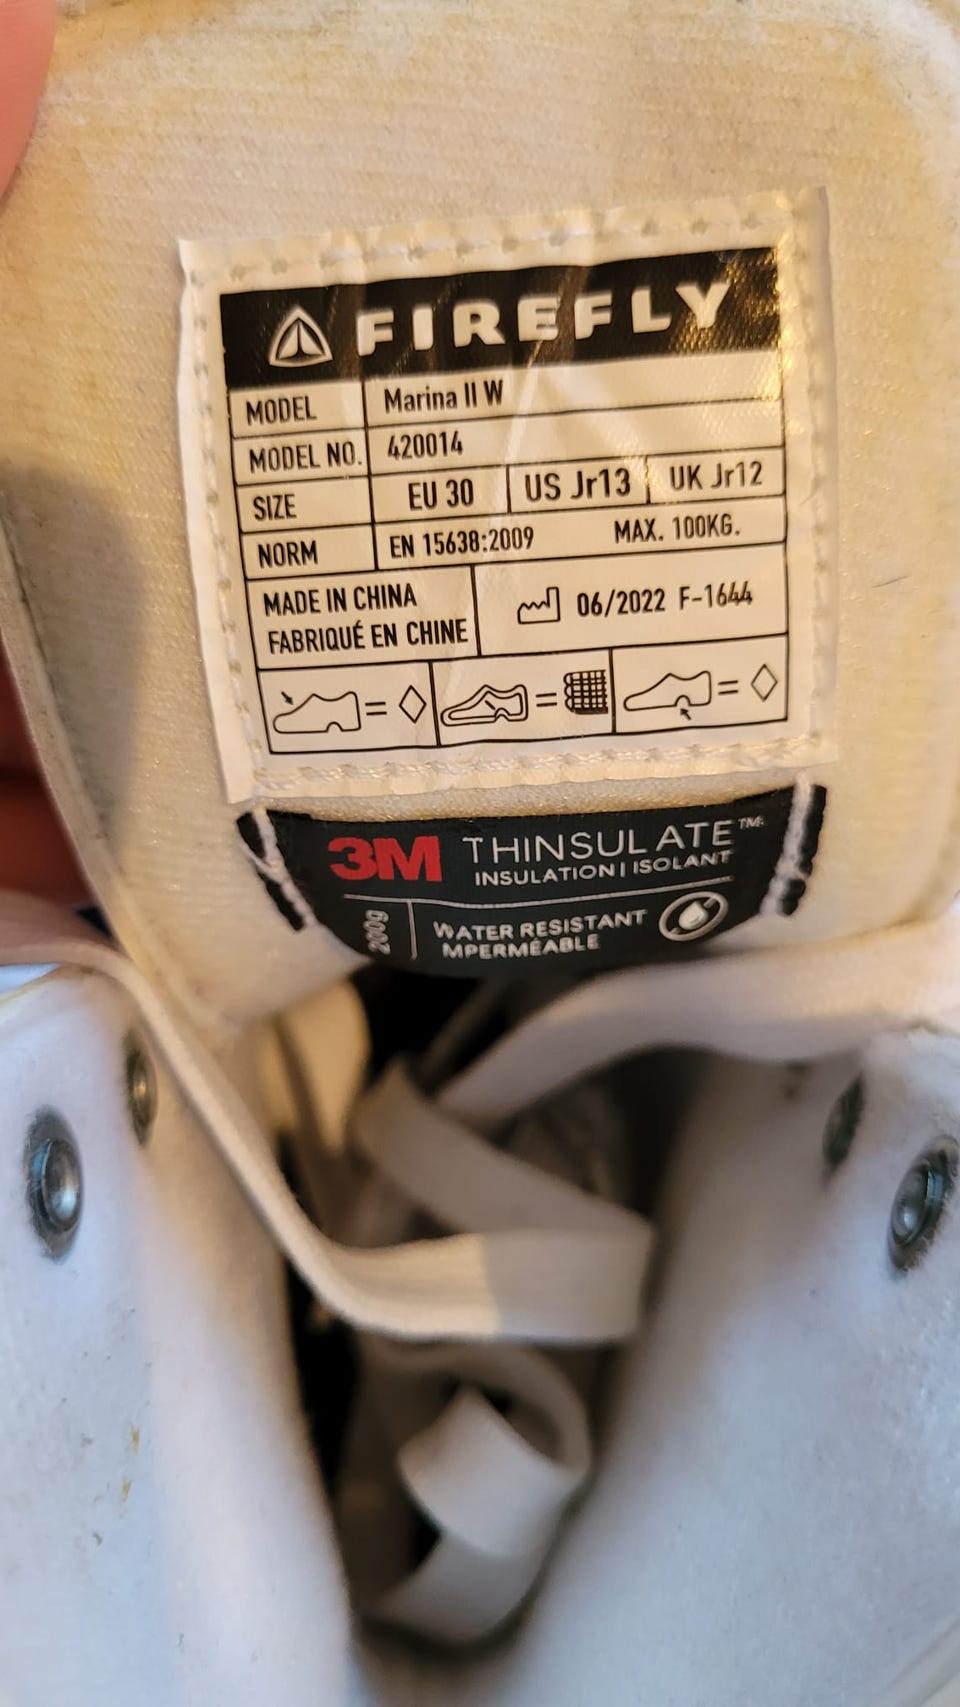 FIREFLY
MODEL Marina II W
MODEL NO. 420014
SIZE EU 30 US Jr13 UK Jr12
NORM EN 15638:2009 MAX. 100KG.
MADE IN CHINA
FABRIQUÉ EN CHINE
06/2022 F-1644
= =  =
3M THINSULATE™
INSULATION | ISOLANT
200g
WATER RESISTANT
MPERMÉABLE